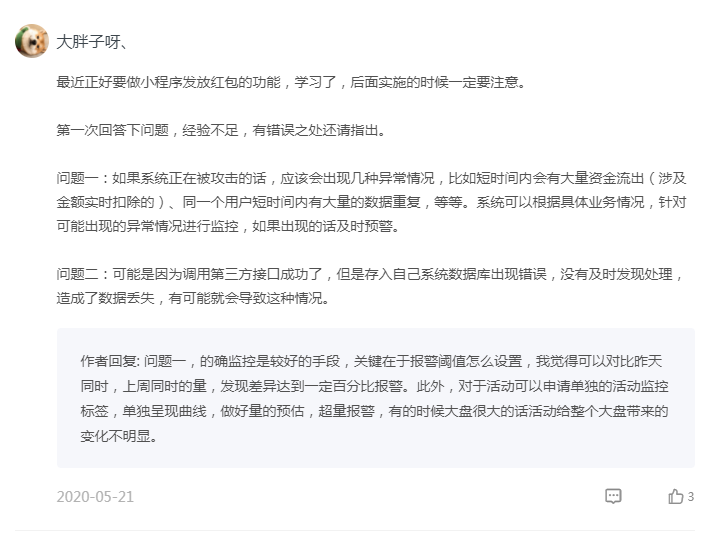 大胖子呀、
最近正好要做小程序发放红包的功能，学习了，后面实施的时候一定要注意。
第一次回答下问题，经验不足，有错误之处还请指出。
问题一：如果系统正在被攻击的话，应该会出现几种异常情况，比如短时间内会有大量资金流出（涉及
金额实时扣除的）、同一个用户短时间内有大量的数据重复，等等。系统可以根据具体业务情况，针对
可能出现的异常情况进行监控，如果出现的话及时预警。
问题二：可能是因为调用第三方接口成功了，但是存入自己系统数据库出现错误，没有及时发现处理，
造成了数据丢失，有可能就会导致这种情况。
作者回复: 问题一，的确监控是较好的手段，关键在于报警阈值怎么设置，我觉得可以对比昨天
同时，上周同时的量，发现差异达到一定百分比报警。此外，对于活动可以申请单独的活动监控
标签，单独呈现曲线，做好量的预估，超量报警，有的时候大盘很大的话活动给整个大盘带来的
变化不明显。
2020-05-21
3